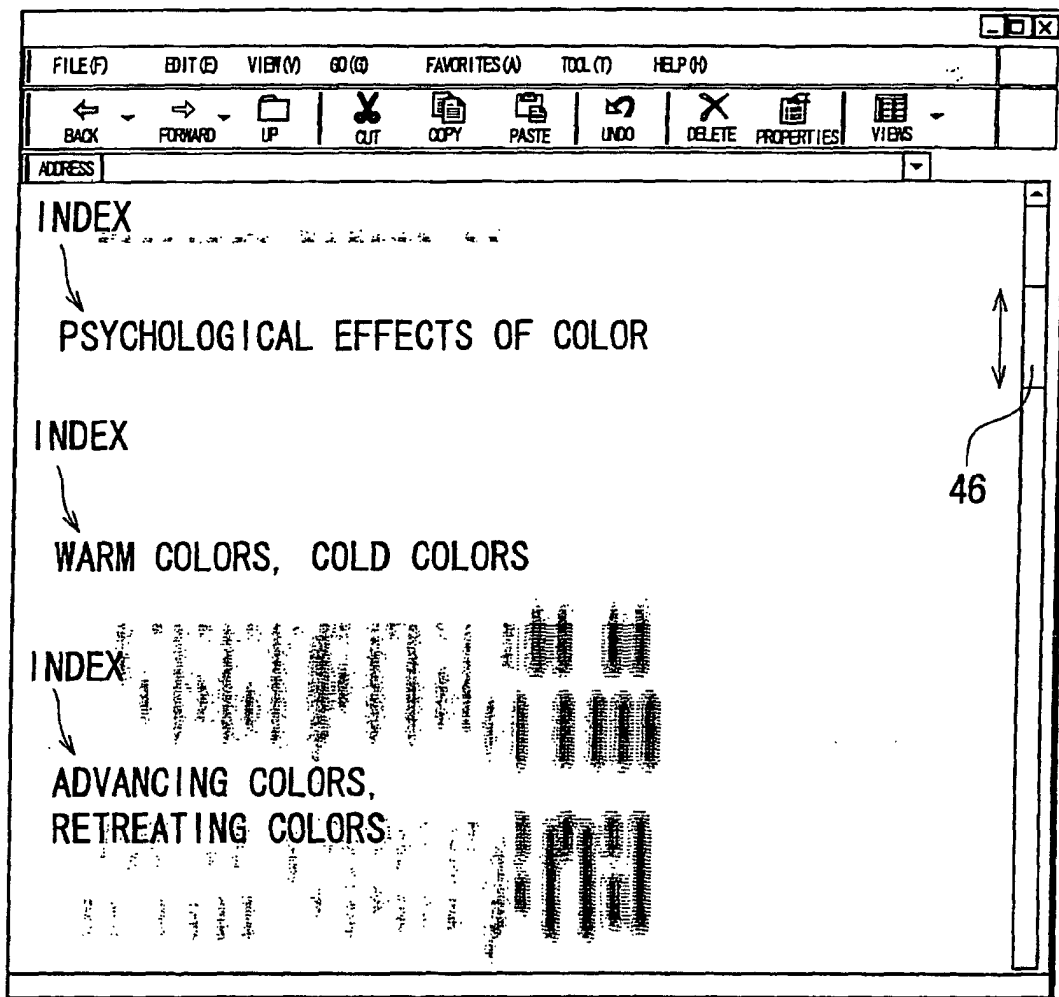 FILE(F) EDIT(E) VIEW(V) GO(G) FAVORITES(A) TOOL(T) HELP(H)
BACK FORWARD UP CUT COPY PASTE UNDO DELETE PROPERTIES VIEWS
ADDRESS
INDEX
PSYCHOLOGICAL EFFECTS OF COLOR
INDEX
46
WARM COLORS, COLD COLORS
INDEX
ADVANCING COLORS,
RETREATING COLORS